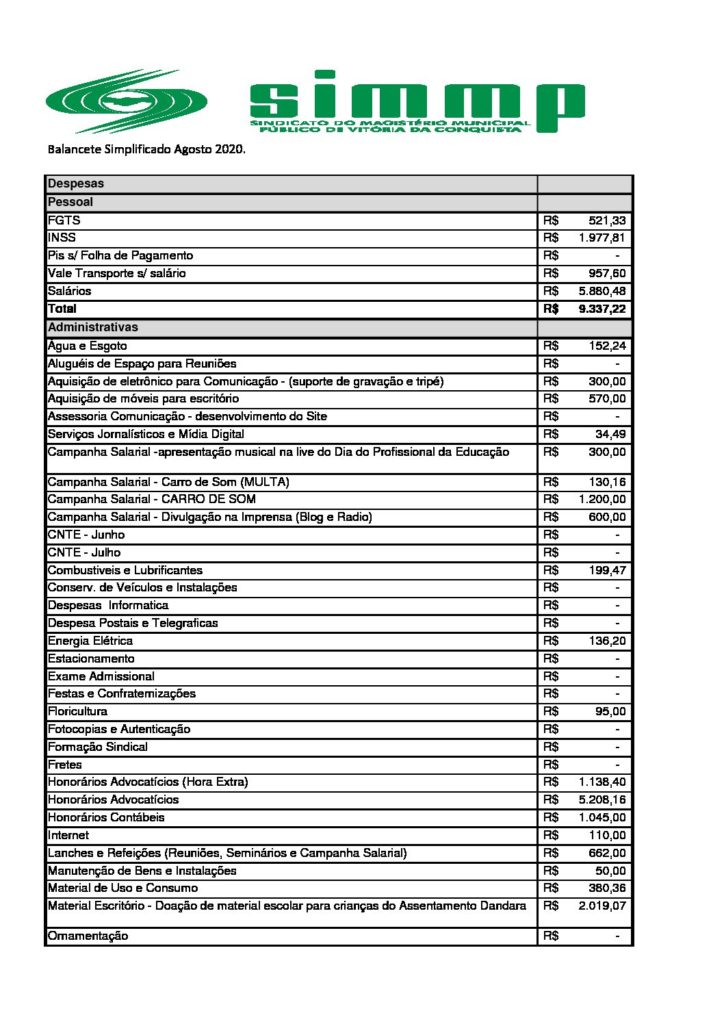 simmp
SINDICATO DO MAGISTÉRIO MUNICIPAL
PÚBLICO DE VITÓRIA DA CONQUISTA
Balancete Simplificado Agosto 2020.
Despesas
Pessoal
FGTS R$ 521,33
INSS R$ 1.977,81
Pis s/ Folha de Pagamento R$ -
Vale Transporte s/ salário R$ 957,60
Salários R$ 5.880,48
Total R$ 9.337,22
Administrativas
Água e Esgoto R$ 152,24
Aluguéis de Espaço para Reuniões R$ -
Aquisição de eletrônico para Comunicação - (suporte de gravação e tripé) R$ 300,00
Aquisição de móveis para escritório R$ 570,00
Assessoria Comunicação - desenvolvimento do Site R$ -
Serviços Jornalísticos e Mídia Digital R$ 34,49
Campanha Salarial -apresentação musical na live do Dia do Profissional da Educação R$ 300,00
Campanha Salarial - Carro de Som (MULTA) R$ 130,16
Campanha Salarial - CARRO DE SOM R$ 1.200,00
Campanha Salarial - Divulgação na Imprensa (Blog e Radio) R$ 600,00
CNTE - Junho R$ -
CNTE - Julho R$ -
Combustiveis e Lubrificantes R$ 199,47
Conserv. de Veículos e Instalações R$ -
Despesas Informatica R$ -
Despesa Postais e Telegraficas R$ -
Energia Elétrica R$ 136,20
Estacionamento R$ -
Exame Admissional R$ -
Festas e Confraternizações R$ -
Floricultura R$ 95,00
Fotocopias e Autenticação R$ -
Formação Sindical R$ -
Fretes R$ -
Honorários Advocatícios (Hora Extra) R$ 1.138,40
Honorários Advocatícios R$ 5.208,16
Honorários Contábeis R$ 1.045,00
Internet R$ 110,00
Lanches e Refeições (Reuniões, Seminários e Campanha Salarial) R$ 662,00
Manutenção de Bens e Instalações R$ 50,00
Material de Uso e Consumo R$ 380,36
Material Escritório - Doação de material escolar para crianças do Assentamento Dandara R$ 2.019,07
Ornamentação R$ -